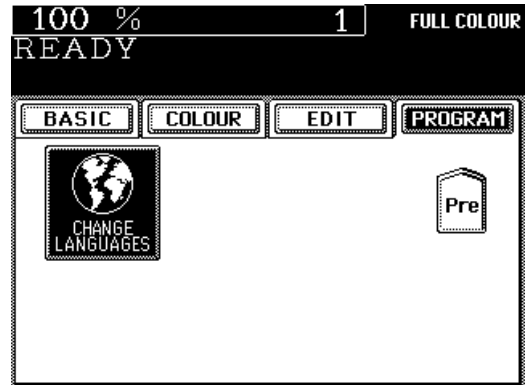 100 % 1 FULL COLOUR
READY
BASIC COLOUR EDIT PROGRAM
Pre
CHANGE
LANGUAGES